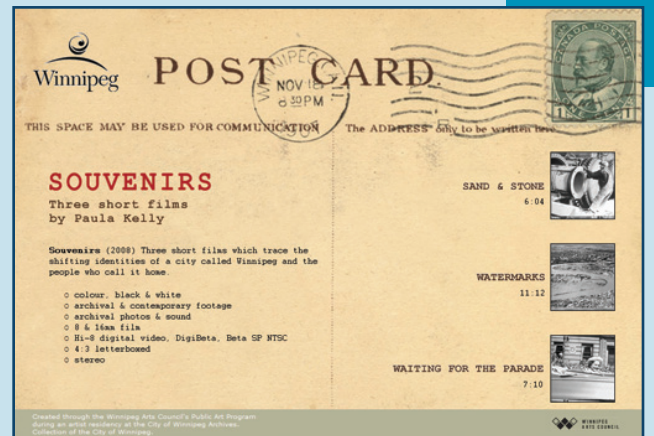 Winnipeg
POST CARD
WINNIPEG
NOV 18
8 30 PM
CANADA POSTAGE
1 1
THIS SPACE MAY BE USED FOR COMMUNICATION
The ADDRESS only to be written here
SOUVENIRS
Three short films
by Paula Kelly
Souvenirs (2008) Three short films which trace the
shifting identities of a city called Winnipeg and the
people who call it home.
○ colour, black & white
○ archival & contemporary footage
○ archival photos & sound
○ 8 & 16mm film
○ Hi-8 digital video, DigiBeta, Beta SP NTSC
○ 4:3 letterboxed
○ stereo
SAND & STONE
6:04
WATERMARKS
11:12
WAITING FOR THE PARADE
7:10
Created through the Winnipeg Arts Council's Public Art Program
during an artist residency at the City of Winnipeg Archives.
Collection of the City of Winnipeg.
WINNIPEG
ARTS COUNCIL